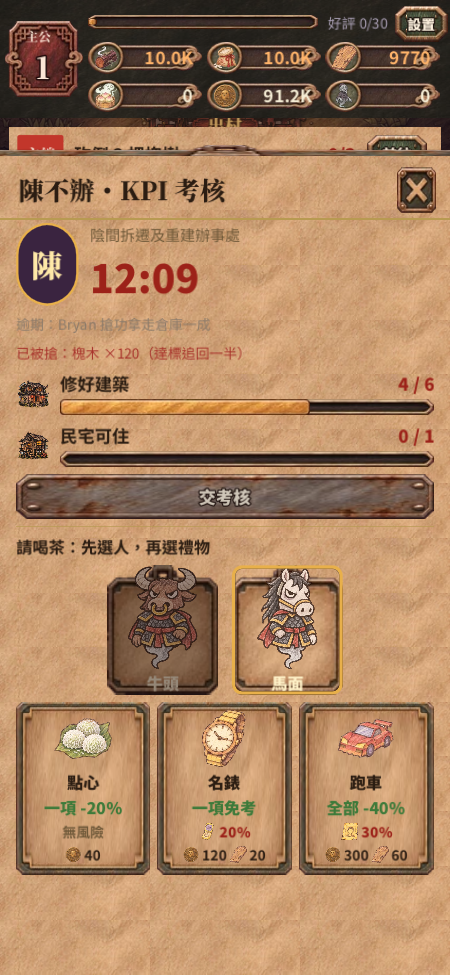 主公
1
好評 0/30
設置
10.0K
10.0K
9770
0
91.2K
0
陳不辦・KPI 考核
陳
陰間拆遷及重建辦事處
12:09
逾期：Bryan 搶功拿走倉庫一成
已被搶：槐木 ×120（達標追回一半）
修好建築
4 / 6
民宅可住
0 / 1
交考核
請喝茶：先選人，再選禮物
牛頭
馬面
點心
一項 -20%
無風險
40
名錶
一項免考
20%
120 20
跑車
全部 -40%
30%
300 60